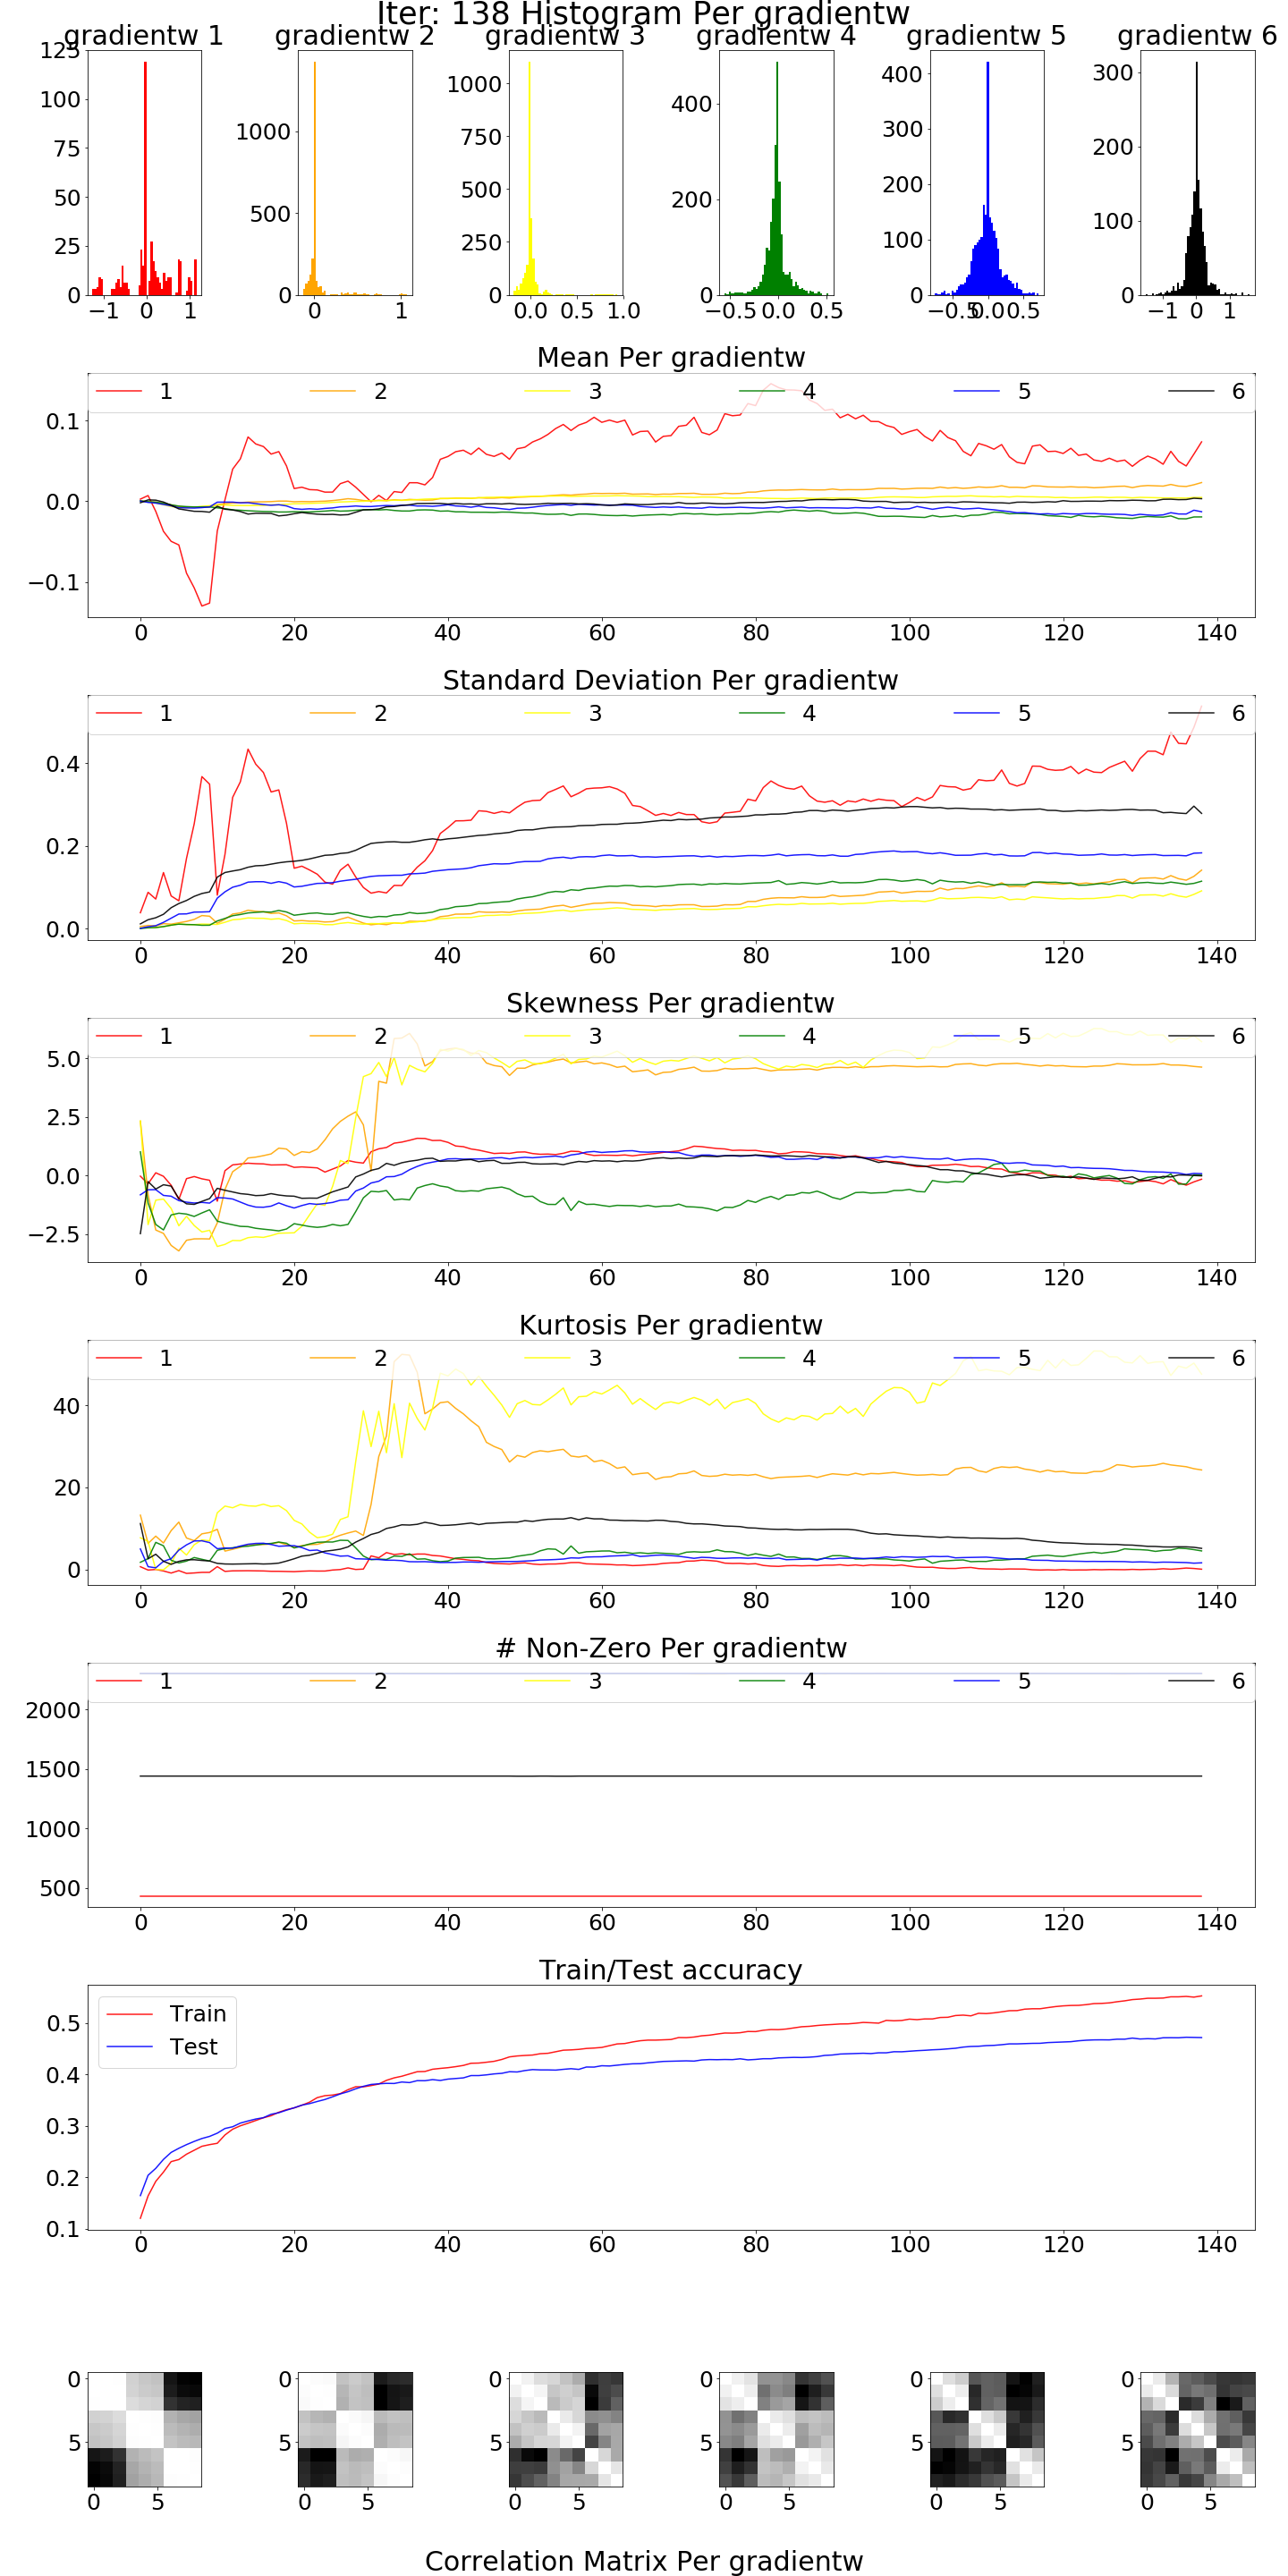 Iter: 138 Histogram Per gradientw
gradientw 1 gradientw 2 gradientw 3 gradientw 4 gradientw 5 gradientw 6
125
100
75
50
25
0
−1 0 1
1000
500
0
0 1
1000
750
500
250
0
0.0 0.5 1.0
400
200
0
−0.5 0.0 0.5
400
300
200
100
0
−0.5 0.0 0.5
300
200
100
0
−1 0 1
Mean Per gradientw
1 2 3 4 5 6
0.1
0.0
−0.1
0 20 40 60 80 100 120 140
Standard Deviation Per gradientw
1 2 3 4 5 6
0.4
0.2
0.0
0 20 40 60 80 100 120 140
Skewness Per gradientw
1 2 3 4 5 6
5.0
2.5
0.0
−2.5
0 20 40 60 80 100 120 140
Kurtosis Per gradientw
1 2 3 4 5 6
40
20
0
0 20 40 60 80 100 120 140
# Non-Zero Per gradientw
1 2 3 4 5 6
2000
1500
1000
500
0 20 40 60 80 100 120 140
Train/Test accuracy
Train
Test
0.5
0.4
0.3
0.2
0.1
0 20 40 60 80 100 120 140
0
5
0 5
0
5
0 5
0
5
0 5
0
5
0 5
0
5
0 5
0
5
0 5
Correlation Matrix Per gradientw